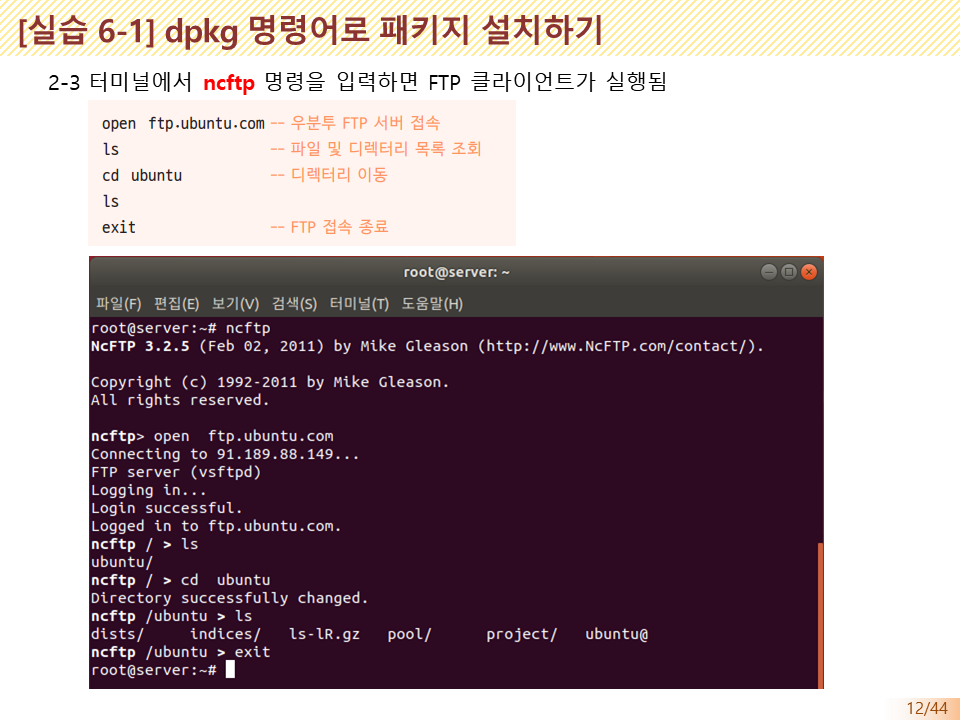 [실습 6-1] dpkg 명령어로 패키지 설치하기
2-3 터미널에서 ncftp 명령을 입력하면 FTP 클라이언트가 실행됨
open ftp.ubuntu.com -- 우분투 FTP 서버 접속
ls -- 파일 및 디렉터리 목록 조회
cd ubuntu -- 디렉터리 이동
ls
exit -- FTP 접속 종료
root@server: ~
파일(F) 편집(E) 보기(V) 검색(S) 터미널(T) 도움말(H)
root@server:~# ncftp
NcFTP 3.2.5 (Feb 02, 2011) by Mike Gleason (http://www.NcFTP.com/contact/).
Copyright (c) 1992-2011 by Mike Gleason.
All rights reserved.
ncftp> open  ftp.ubuntu.com
Connecting to 91.189.88.149...
FTP server (vsftpd)
Logging in...
Login successful.
Logged in to ftp.ubuntu.com.
ncftp / > ls
ubuntu/
ncftp / > cd  ubuntu
Directory successfully changed.
ncftp /ubuntu > ls
dists/     indices/   ls-lR.gz   pool/      project/   ubuntu@
ncftp /ubuntu > exit
root@server:~#
12/44